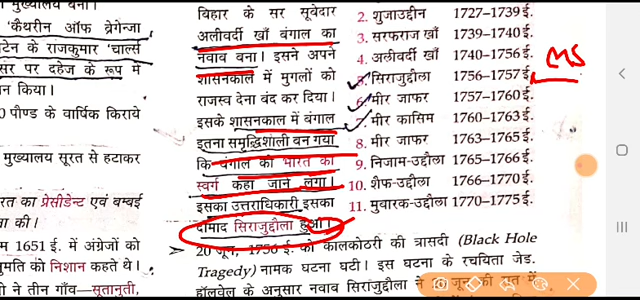 मुख्यालय बना।
'कैथरीन ऑफ ब्रेगेन्जा
टेन के राजकुमार 'चार्ल्स
सर पर दहेज के रूप में
न किया।
0 पौण्ड के वार्षिक किराये
मुख्यालय सूरत से हटाकर
रत का प्रेसीडेन्ट एवं बम्बई
ा की।
न 1651 ई. में अंग्रेजों को
ुमति को निशान कहते थे।
ी ने तीन गाँव—सूतानुती,
बिहार के सर सूबेदार
अलीवर्दी खाँ बंगाल का
नवाब बना। इसने अपने
शासनकाल में मुगलों को
राजस्व देना बंद कर दिया।
इसके शासनकाल में बंगाल
इतना समृद्धिशाली बन गया
कि बंगाल को भारत का
स्वर्ग कहा जाने लगा।
इसका उत्तराधिकारी इसका
दामाद सिराजुद्दौला हुआ।
2. शुजाउद्दीन 1727–1739 ई.
3. सरफराज खाँ 1739–1740 ई.
4. अलीवर्दी खाँ 1740–1756 ई.
5. सिराजुद्दौला 1756–1757 ई. MS
6. मीर जाफर 1757–1760 ई.
7. मीर कासिम 1760–1763 ई.
8. मीर जाफर 1763–1765 ई.
9. निजाम-उद्दौला 1765–1766 ई.
10. शैफ-उद्दौला 1766–1770 ई.
11. मुबारक-उद्दौला 1770–1775 ई.
➢ 20 जून, 1756 ई. को कालकोठरी की त्रासदी (Black Hole
Tragedy) नामक घटना घटी। इस घटना के रचयिता जेड.
हॉलवेल के अनुसार नवाब सिराजुद्दौला ने 20 जून की रात में